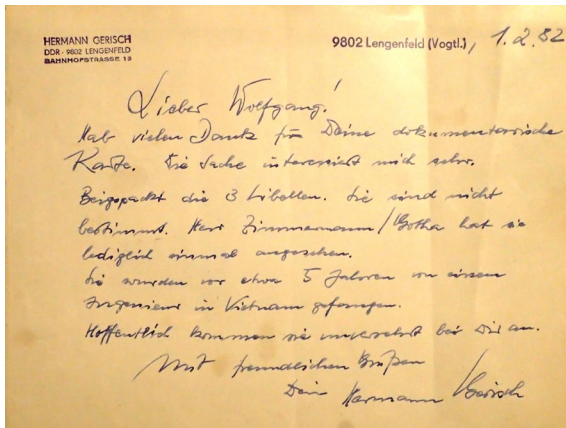 HERMANN GERISCH
DDR - 9802 LENGENFELD
BAHNHOFSTRASSE 13
9802 Lengenfeld (Vogtl.), 1.2.82
Lieber Wolfgang!
Hab vielen Dank für Deine dokumentarische
Karte. Die Sache interessiert mich sehr.
Beigepackt die 3 Libellen. Sie sind nicht
bestimmt. Herr Zimmermann/Gotha hat sie
lediglich einmal angesehen.
Sie wurden vor etwa 5 Jahren von einem
Ingenieur in Vietnam gefangen.
Hoffentlich kommen sie unversehrt bei Dir an.
Mit freundlichen Grüßen
Dein Hermann Gerisch